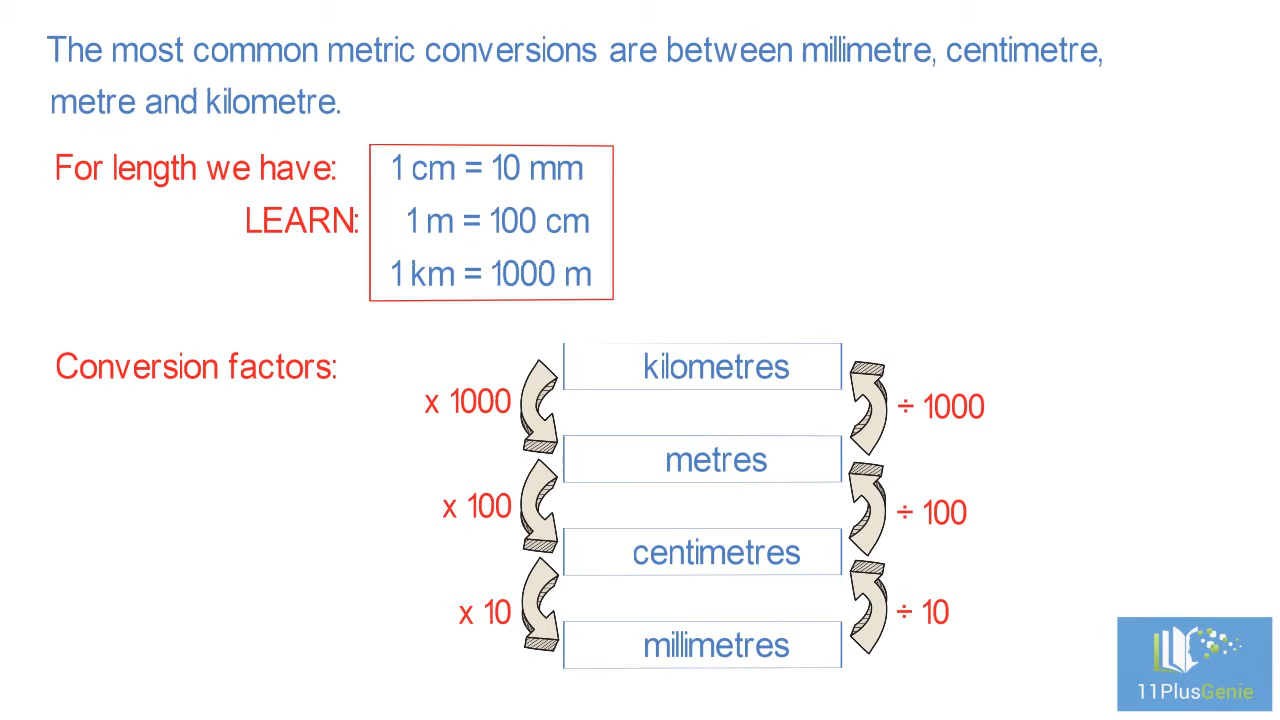 The most common metric conversions are between millimetre, centimetre,
metre and kilometre.
For length we have: 1 cm = 10 mm
LEARN: 1 m = 100 cm
1 km = 1000 m
Conversion factors:
kilometres
x 1000 ÷ 1000
metres
x 100 ÷ 100
centimetres
x 10 ÷ 10
millimetres
11PlusGenie